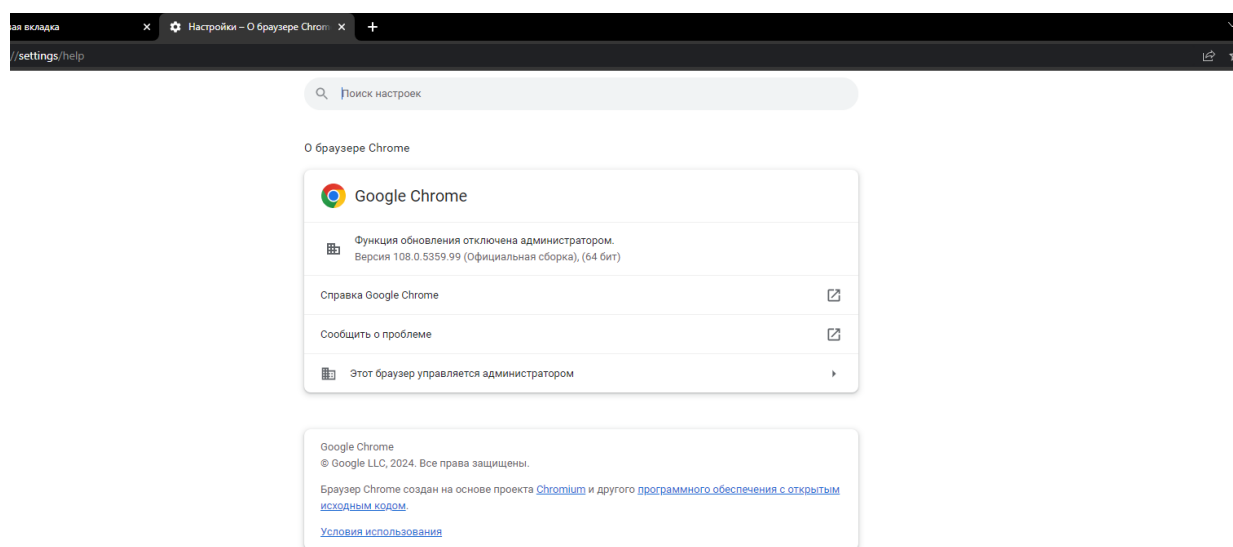 ая вкладка
Настройки – О браузере Chrom
//settings/help
Поиск настроек
О браузере Chrome
Google Chrome
Функция обновления отключена администратором.
Версия 108.0.5359.99 (Официальная сборка), (64 бит)
Справка Google Chrome
Сообщить о проблеме
Этот браузер управляется администратором
Google Chrome
© Google LLC, 2024. Все права защищены.
Браузер Chrome создан на основе проекта Chromium и другого программного обеспечения с открытым
исходным кодом.
Условия использования